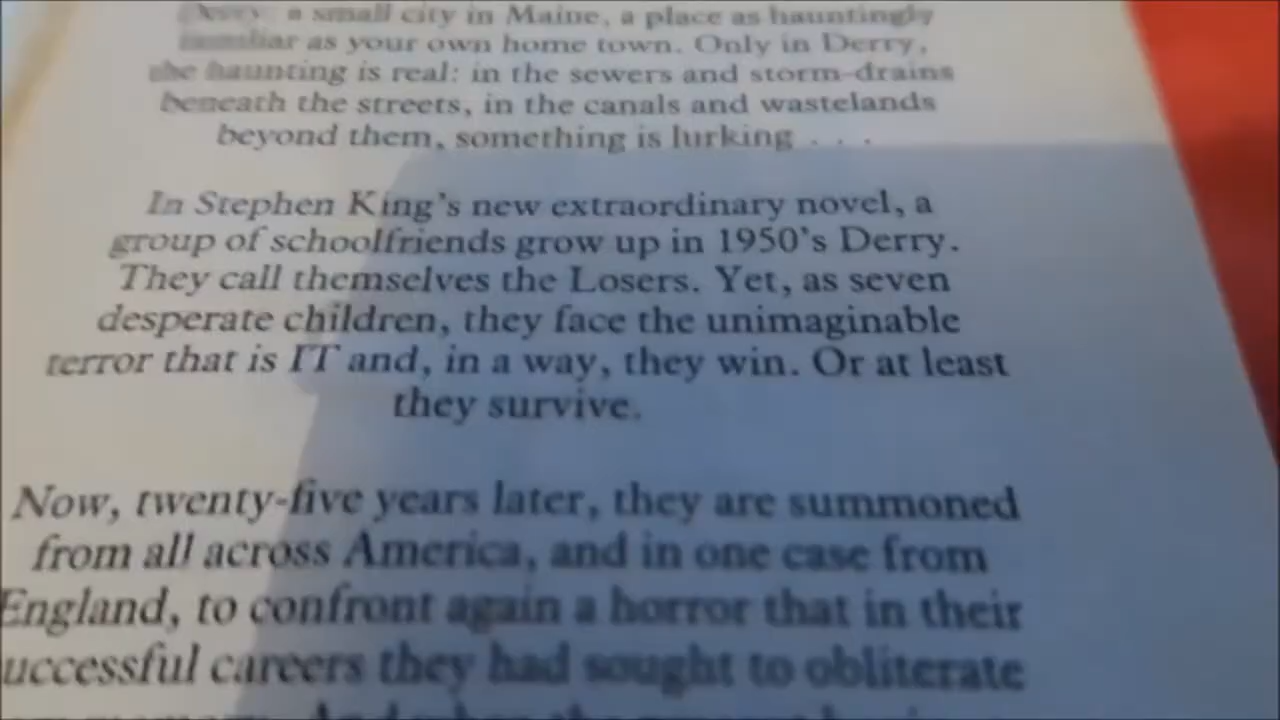 Derry: a small city in Maine, a place as hauntingly
familiar as your own home town. Only in Derry,
the haunting is real: in the sewers and storm-drains
beneath the streets, in the canals and wastelands
beyond them, something is lurking . . .
In Stephen King's new extraordinary novel, a
group of schoolfriends grow up in 1950's Derry.
They call themselves the Losers. Yet, as seven
desperate children, they face the unimaginable
terror that is IT and, in a way, they win. Or at least
they survive.
Now, twenty-five years later, they are summoned
from all across America, and in one case from
England, to confront again a horror that in their
uccessful careers they had sought to obliterate